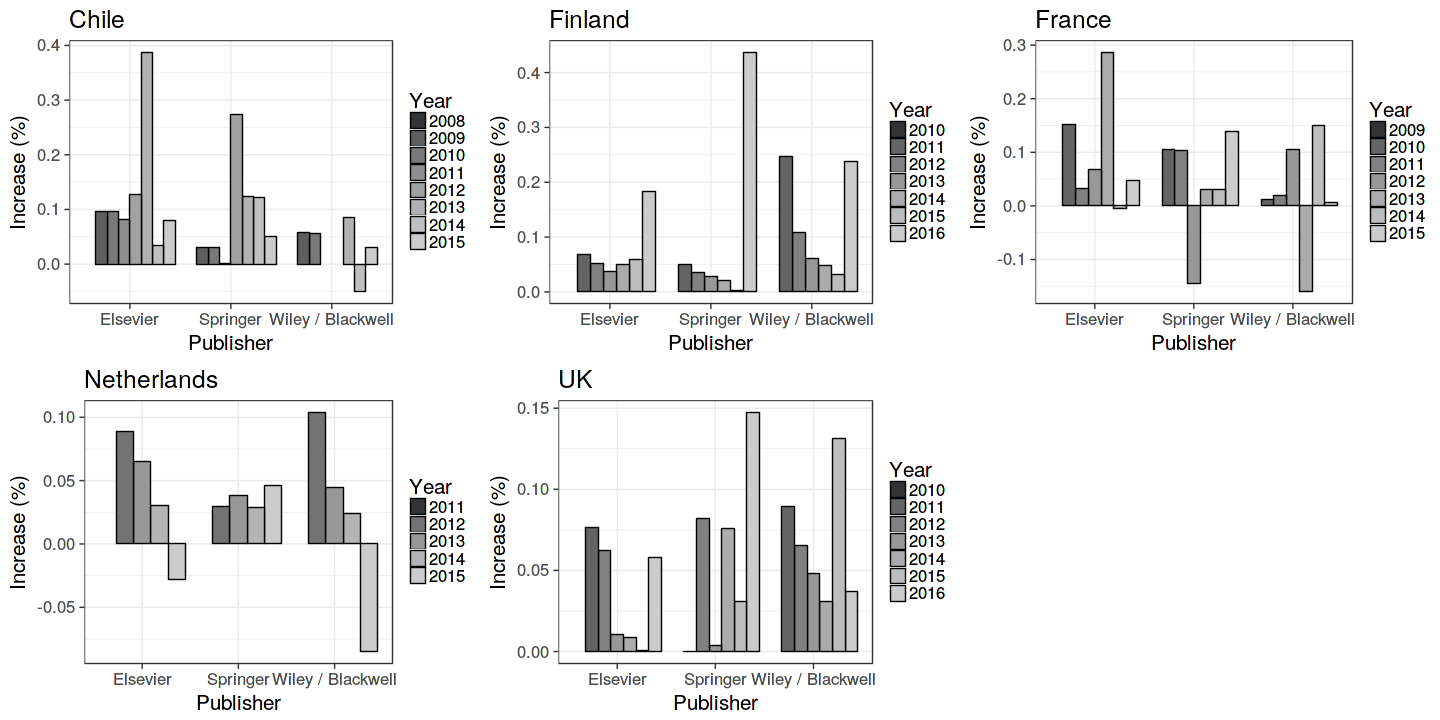 Chile
0.4
0.3
0.2
0.1
0.0
Increase (%)
Elsevier Springer Wiley / Blackwell
Publisher
Year
2008
2009
2010
2011
2012
2013
2014
2015
Finland
0.4
0.3
0.2
0.1
0.0
Increase (%)
Elsevier Springer Wiley / Blackwell
Publisher
Year
2010
2011
2012
2013
2014
2015
2016
France
0.3
0.2
0.1
0.0
-0.1
Increase (%)
Elsevier Springer Wiley / Blackwell
Publisher
Year
2009
2010
2011
2012
2013
2014
2015
Netherlands
0.10
0.05
0.00
-0.05
Increase (%)
Elsevier Springer Wiley / Blackwell
Publisher
Year
2011
2012
2013
2014
2015
UK
0.15
0.10
0.05
0.00
Increase (%)
Elsevier Springer Wiley / Blackwell
Publisher
Year
2010
2011
2012
2013
2014
2015
2016